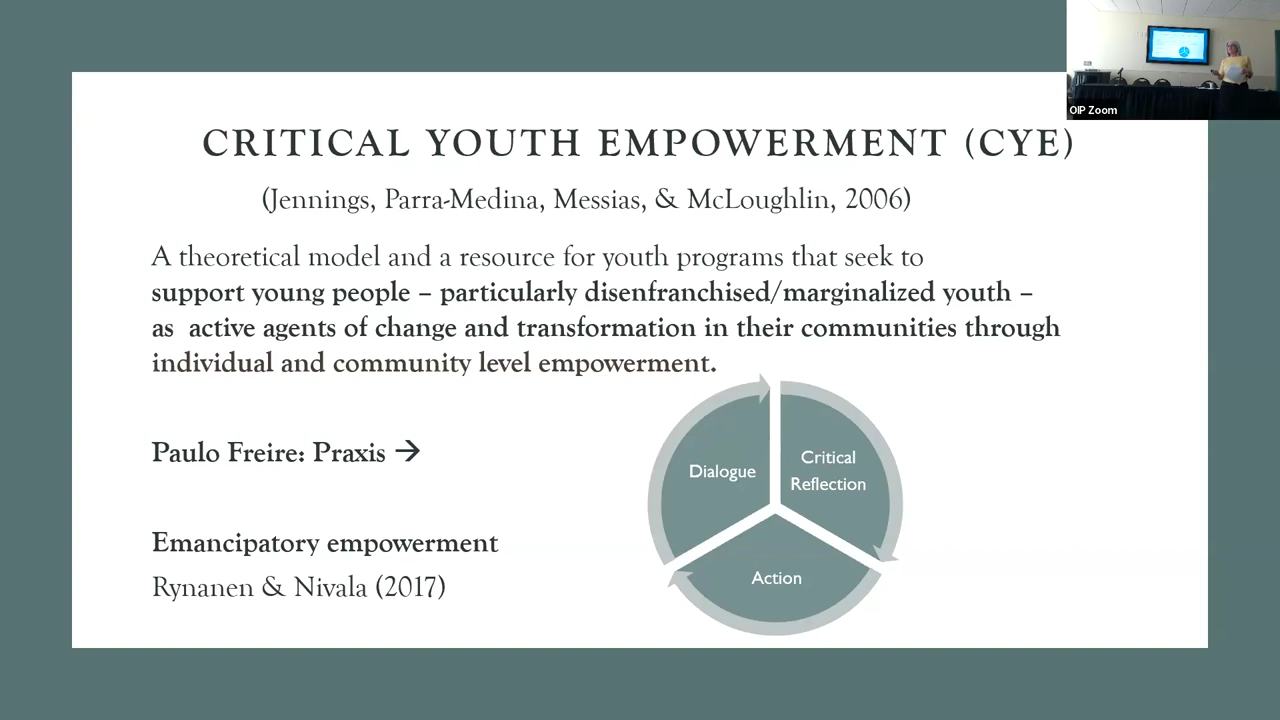 OIP Zoom
CRITICAL YOUTH EMPOWERMENT (CYE)
(Jennings, Parra-Medina, Messias, & McLoughlin, 2006)
A theoretical model and a resource for youth programs that seek to
support young people – particularly disenfranchised/marginalized youth –
as active agents of change and transformation in their communities through
individual and community level empowerment.
Paulo Freire: Praxis →
Dialogue
Critical
Reflection
Action
Emancipatory empowerment
Rynanen & Nivala (2017)